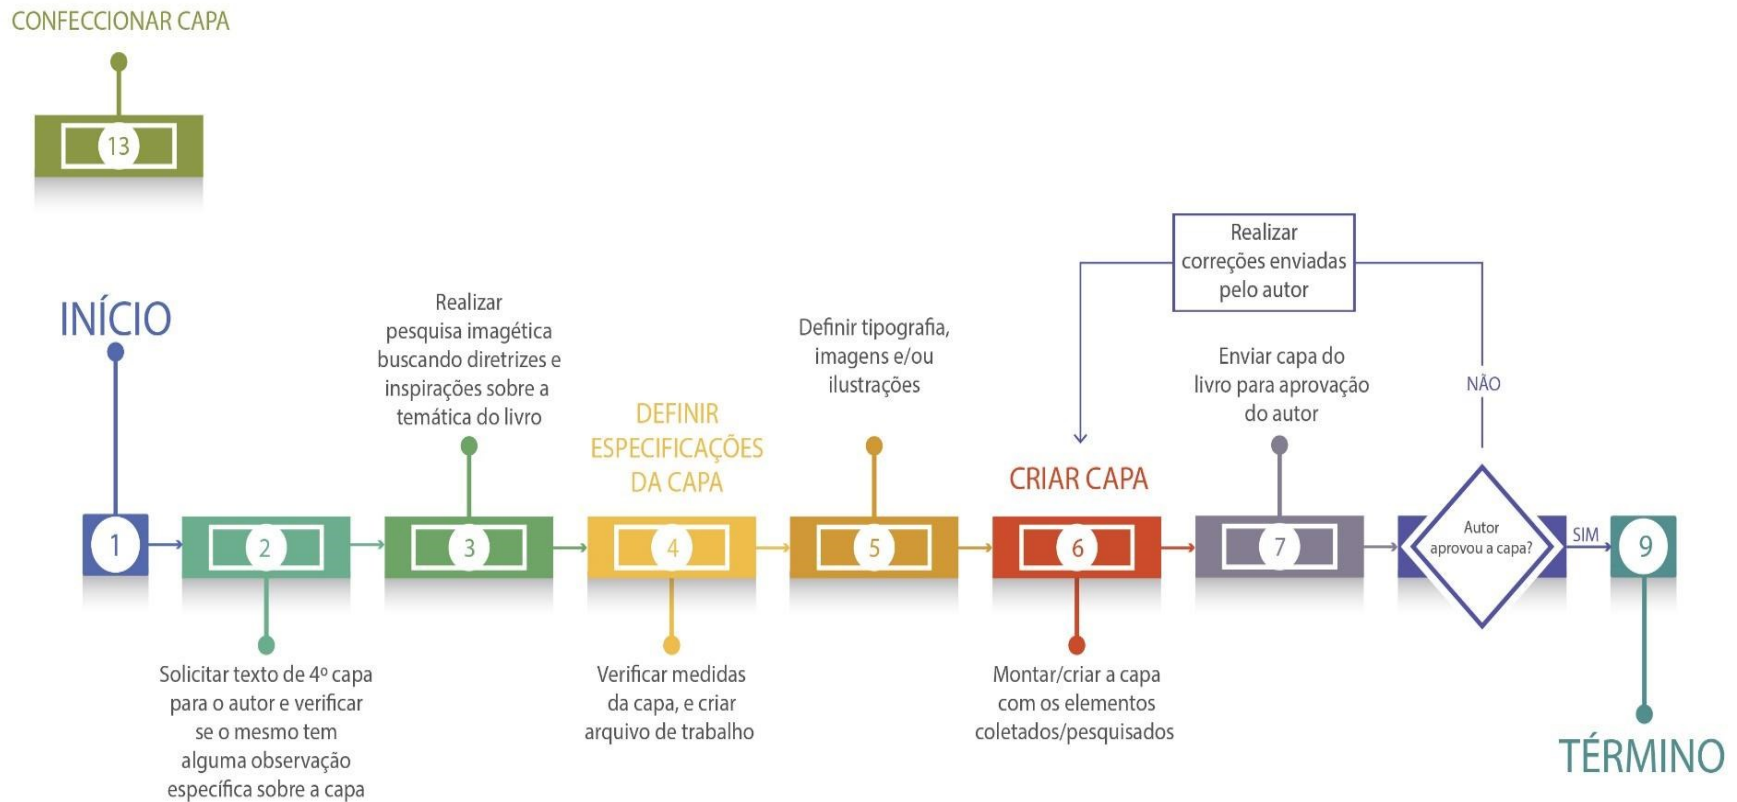 CONFECCIONAR CAPA
13
INÍCIO
1
2
Solicitar texto de 4º capa
para o autor e verificar
se o mesmo tem
alguma observação
específica sobre a capa
Realizar
pesquisa imagética
buscando diretrizes e
inspirações sobre a
temática do livro
3
DEFINIR
ESPECIFICAÇÕES
DA CAPA
4
Verificar medidas
da capa, e criar
arquivo de trabalho
Definir tipografia,
imagens e/ou
ilustrações
5
CRIAR CAPA
6
Montar/criar a capa
com os elementos
coletados/pesquisados
Enviar capa do
livro para aprovação
do autor
7
Autor
aprovou a capa?
NÃO
Realizar
correções enviadas
pelo autor
SIM
9
TÉRMINO